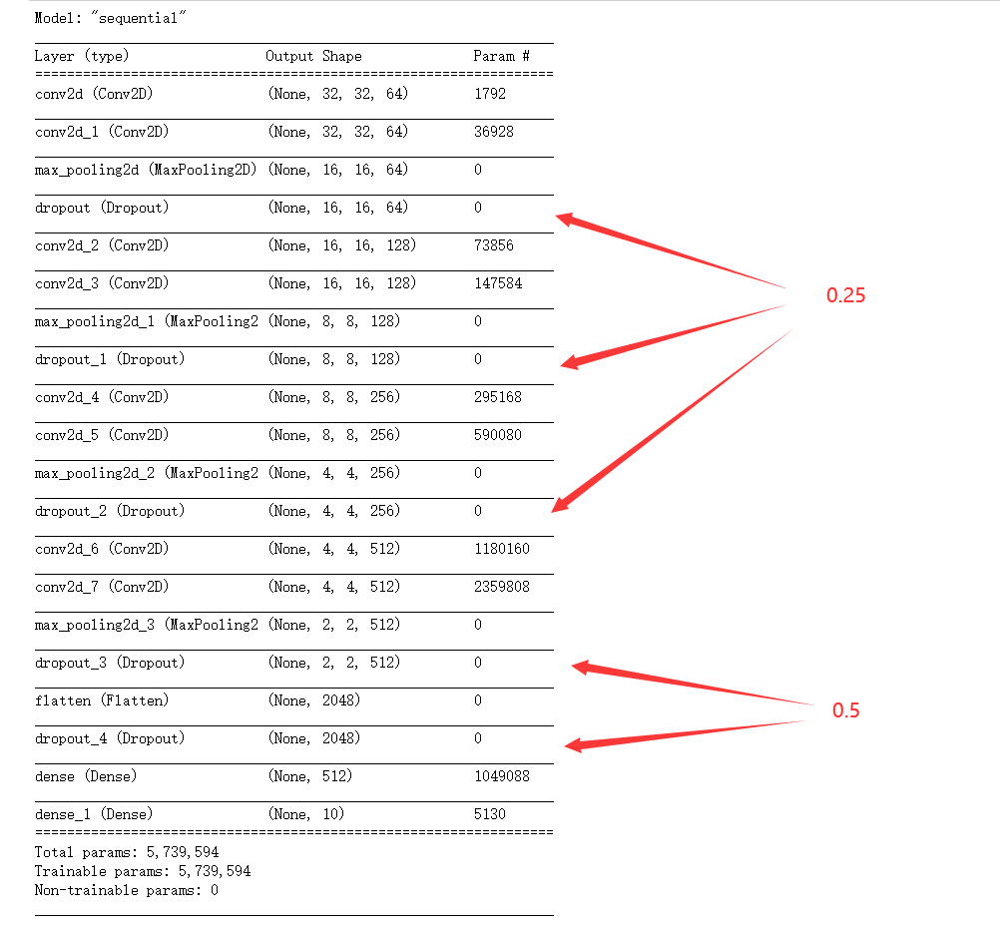 Model: "sequential"
Layer (type) Output Shape Param #
conv2d (Conv2D) (None, 32, 32, 64) 1792
conv2d_1 (Conv2D) (None, 32, 32, 64) 36928
max_pooling2d (MaxPooling2D) (None, 16, 16, 64) 0
dropout (Dropout) (None, 16, 16, 64) 0
conv2d_2 (Conv2D) (None, 16, 16, 128) 73856
conv2d_3 (Conv2D) (None, 16, 16, 128) 147584
0.25
max_pooling2d_1 (MaxPooling2 (None, 8, 8, 128) 0
dropout_1 (Dropout) (None, 8, 8, 128) 0
conv2d_4 (Conv2D) (None, 8, 8, 256) 295168
conv2d_5 (Conv2D) (None, 8, 8, 256) 590080
max_pooling2d_2 (MaxPooling2 (None, 4, 4, 256) 0
dropout_2 (Dropout) (None, 4, 4, 256) 0
conv2d_6 (Conv2D) (None, 4, 4, 512) 1180160
conv2d_7 (Conv2D) (None, 4, 4, 512) 2359808
max_pooling2d_3 (MaxPooling2 (None, 2, 2, 512) 0
dropout_3 (Dropout) (None, 2, 2, 512) 0
flatten (Flatten) (None, 2048) 0
0.5
dropout_4 (Dropout) (None, 2048) 0
dense (Dense) (None, 512) 1049088
dense_1 (Dense) (None, 10) 5130
Total params: 5,739,594
Trainable params: 5,739,594
Non-trainable params: 0